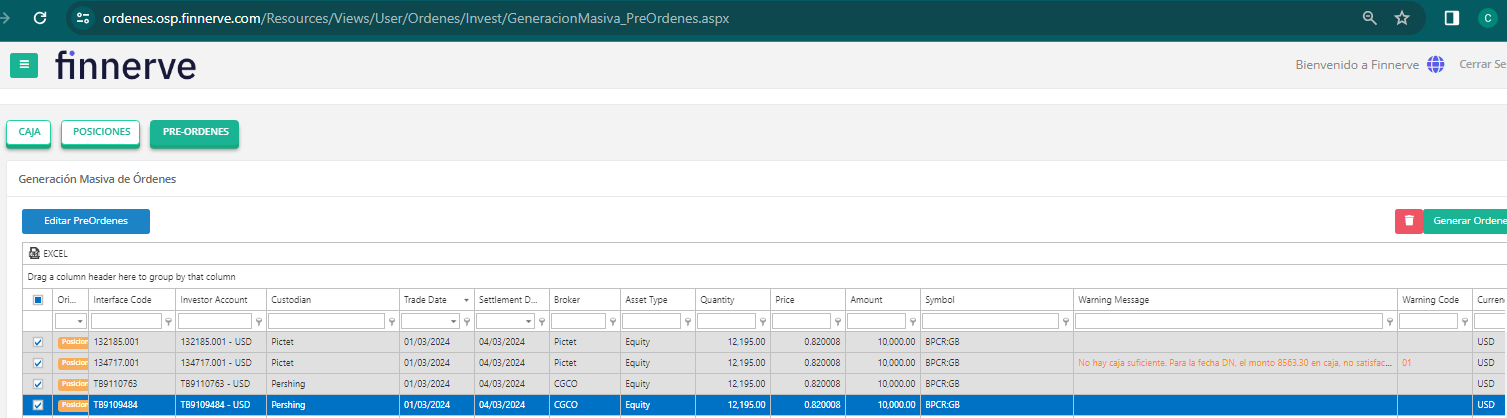 ordenes.osp.finnerve.com/Resources/Views/User/Ordenes/Invest/GeneracionMasiva_PreOrdenes.aspx
C
finnerve
Bienvenido a Finnerve Cerrar Se
CAJA POSICIONES PRE-ORDENES
Generación Masiva de Órdenes
Editar PreOrdenes Generar Ordene
EXCEL
Drag a column header here to group by that column
Ori... Interface Code Investor Account Custodian Trade Date Settlement D... Broker Asset Type Quantity Price Amount Symbol Warning Message Warning Code Curren
Posicion 132185.001 132185.001 - USD Pictet 01/03/2024 04/03/2024 Pictet Equity 12,195.00 0.820008 10,000.00 BPCR:GB USD
Posicion 134717.001 134717.001 - USD Pictet 01/03/2024 04/03/2024 Pictet Equity 12,195.00 0.820008 10,000.00 BPCR:GB No hay caja suficiente. Para la fecha DN, el monto 8563.30 en caja, no satisfac... 01 USD
Posicion TB9110763 TB9110763 - USD Pershing 01/03/2024 04/03/2024 CGCO Equity 12,195.00 0.820008 10,000.00 BPCR:GB USD
Posicion TB9109484 TB9109484 - USD Pershing 01/03/2024 04/03/2024 CGCO Equity 12,195.00 0.820008 10,000.00 BPCR:GB USD